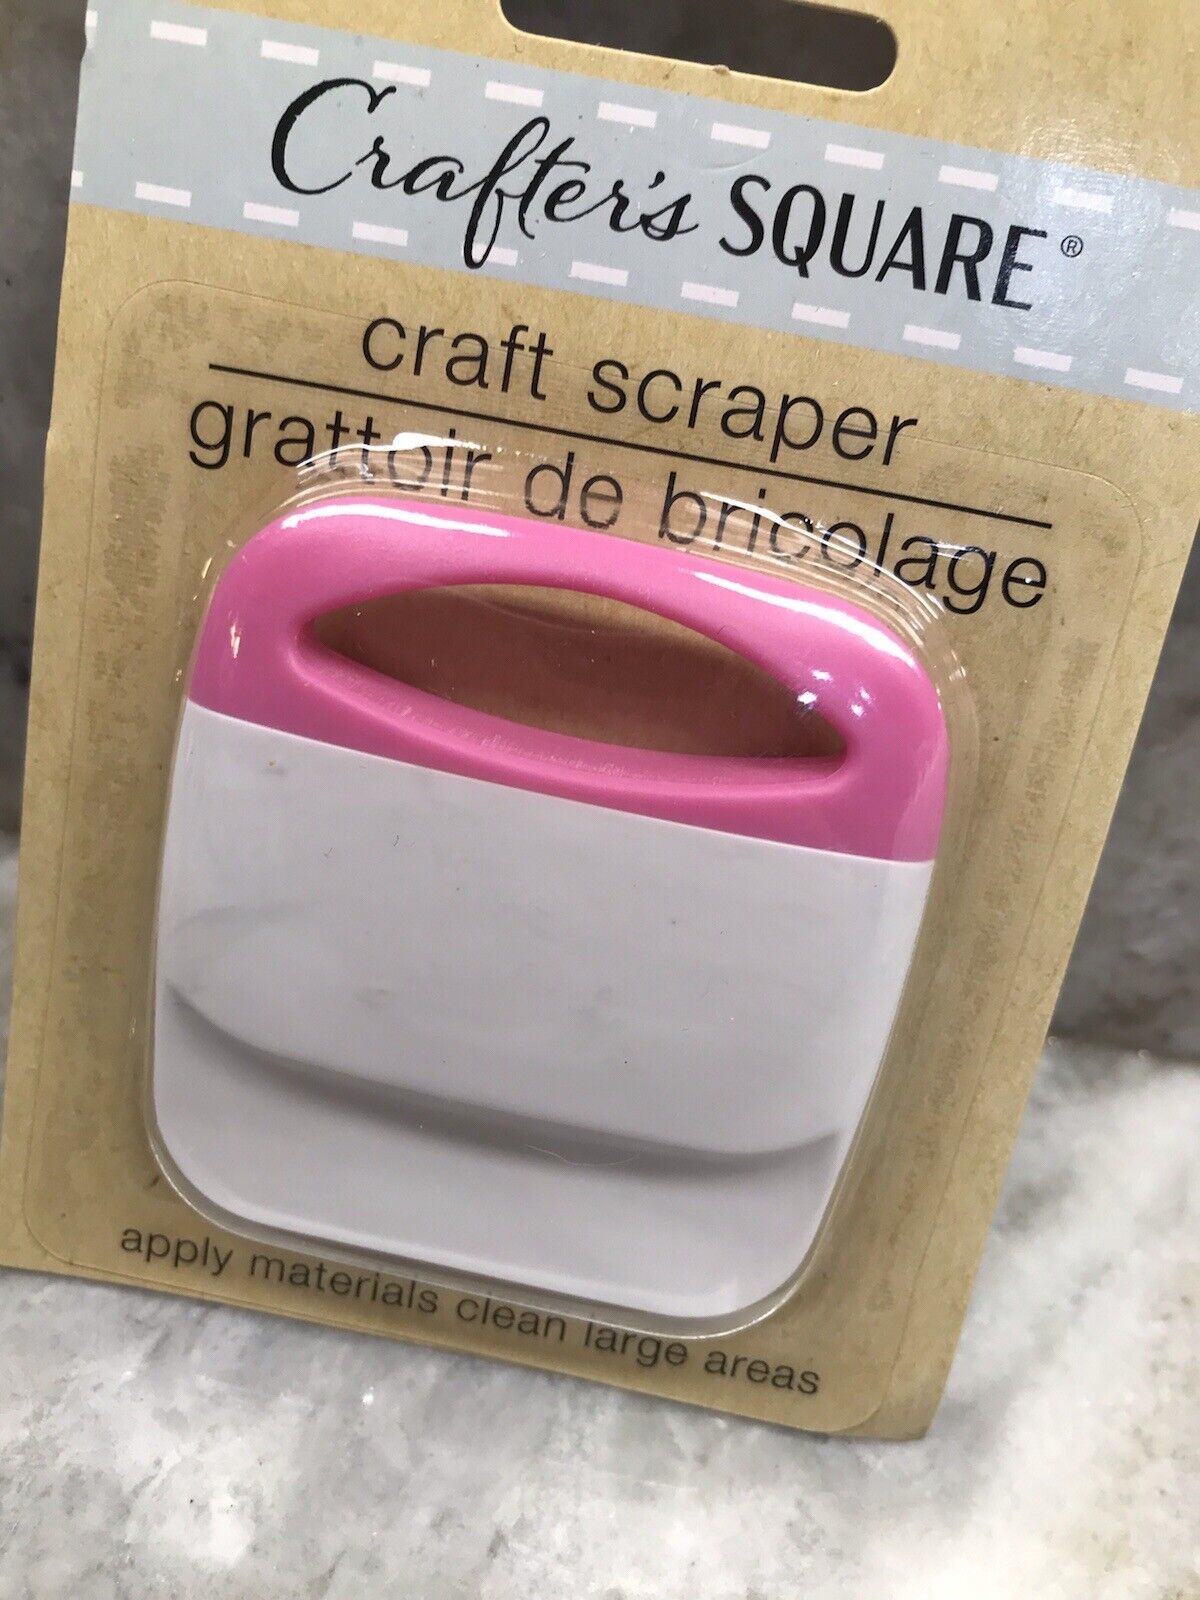 Crafter's SQUARE®
craft scraper
grattoir de bricolage
apply materials clean large areas